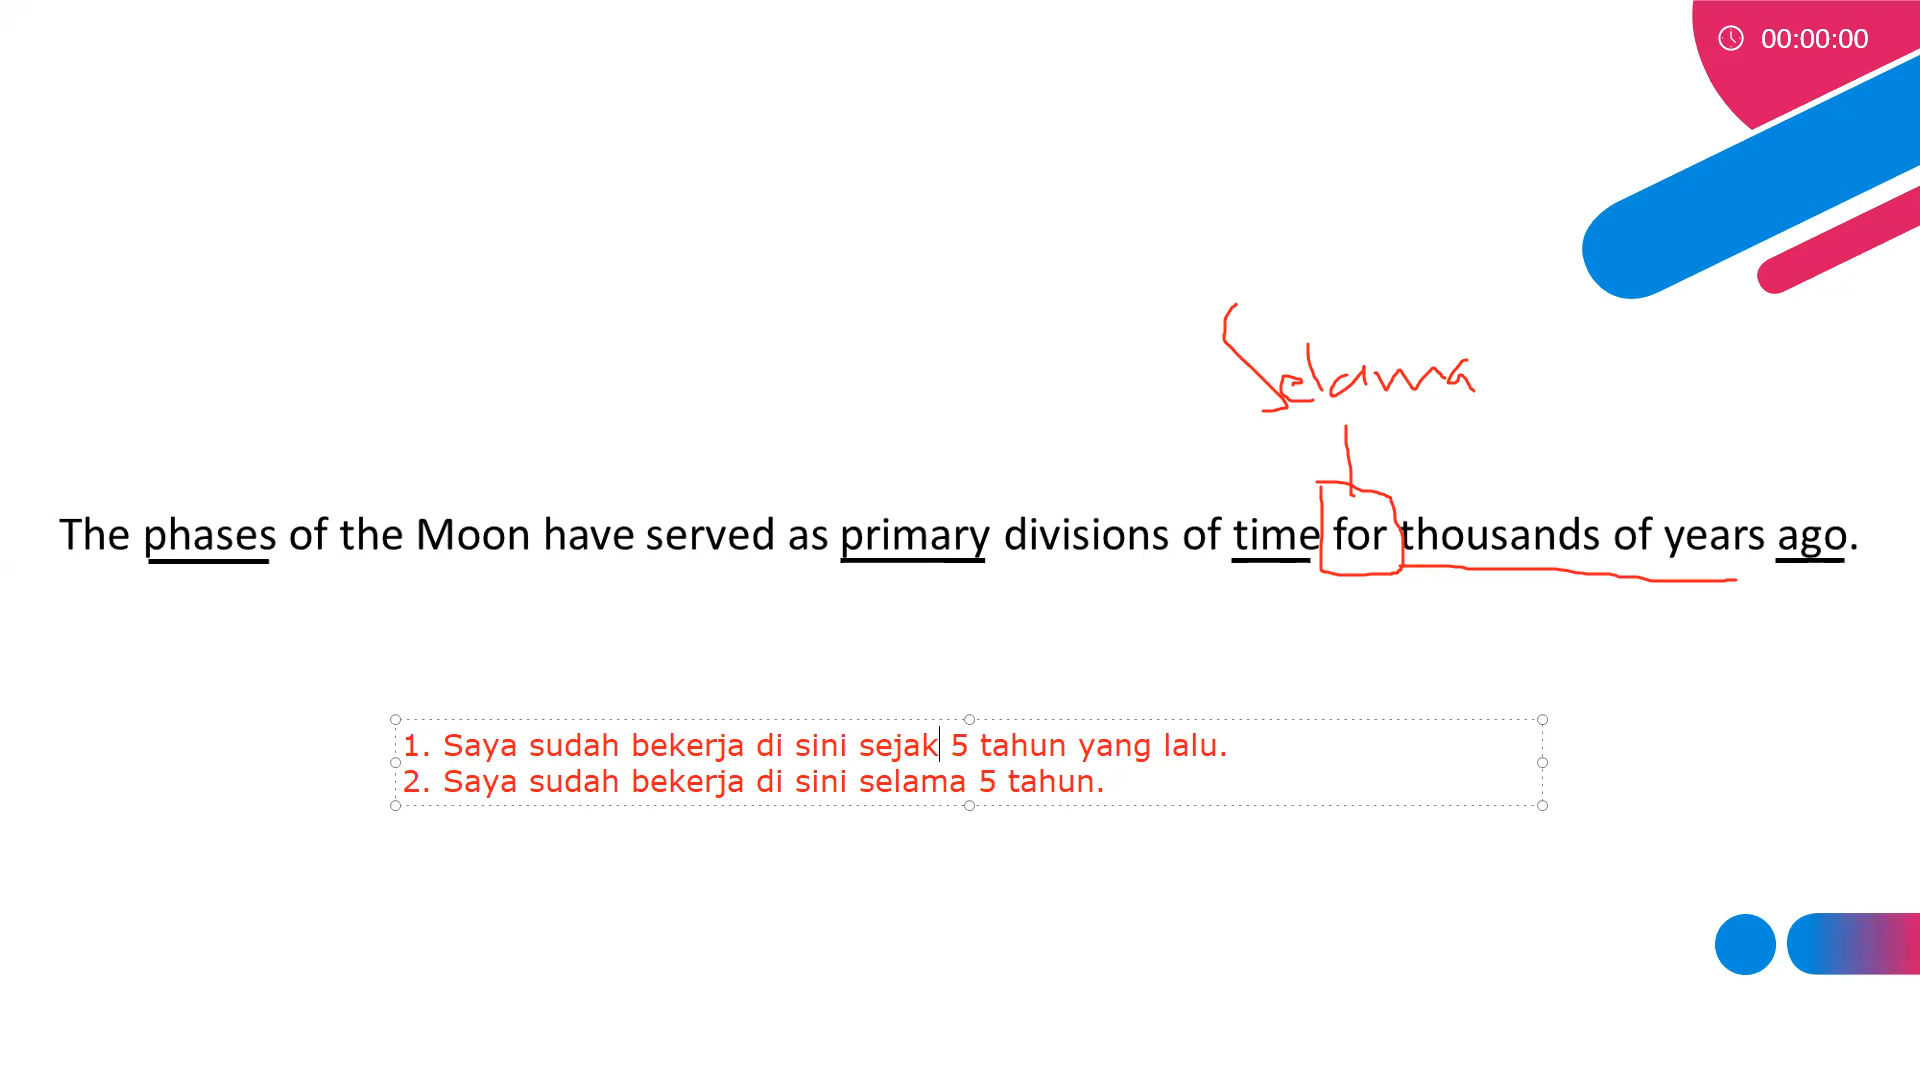 00:00:00
Selama
The phases of the Moon have served as primary divisions of time for thousands of years ago.
1. Saya sudah bekerja di sini sejak 5 tahun yang lalu.
2. Saya sudah bekerja di sini selama 5 tahun.